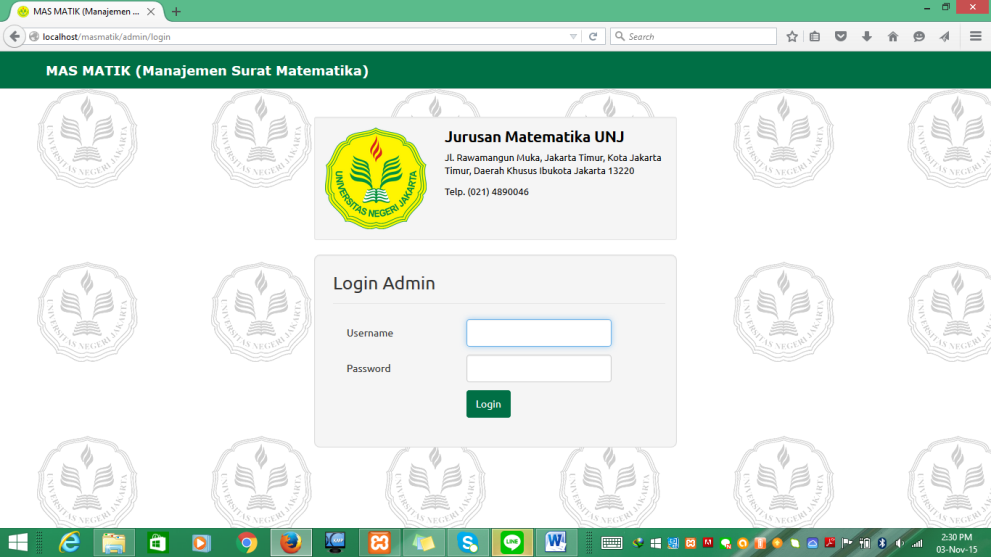 MAS MATIK (Manajemen ...
localhost/masmatik/admin/login
Search
MAS MATIK (Manajemen Surat Matematika)
UNIVERSITAS NEGERI JAKARTA
Jurusan Matematika UNJ
Jl. Rawamangun Muka, Jakarta Timur, Kota Jakarta
Timur, Daerah Khusus Ibukota Jakarta 13220
Telp. (021) 4890046
Login Admin
Username
Password
Login
2:30 PM
03-Nov-15